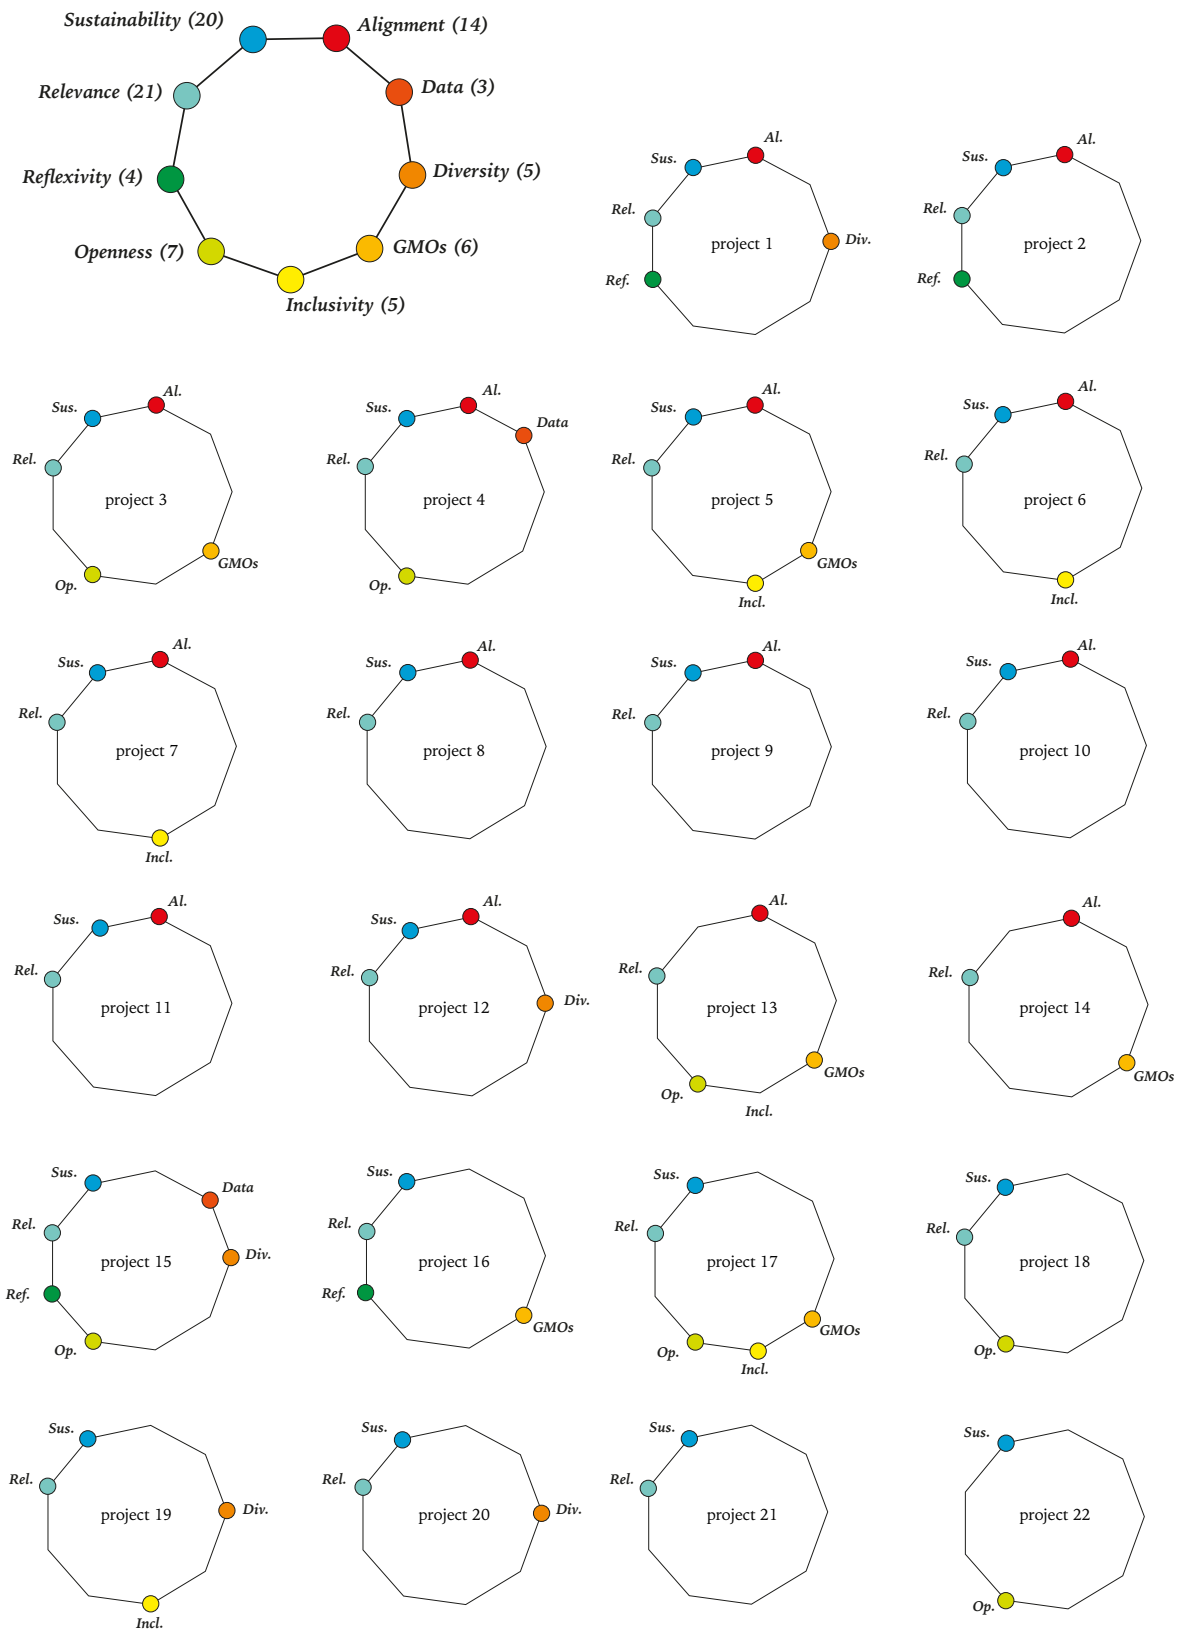 Sustainability (20)
Alignment (14)
Relevance (21)
Data (3)
Reflexivity (4)
Diversity (5)
Openness (7)
GMOs (6)
Inclusivity (5)
Al.
Sus.
Rel.
project 1
Div.
Ref.
Al.
Sus.
Rel.
project 2
Ref.
Al.
Sus.
Rel.
project 3
GMOs
Op.
Al.
Sus.
Data
Rel.
project 4
Op.
Al.
Sus.
Rel.
project 5
GMOs
Incl.
Al.
Sus.
Rel.
project 6
Incl.
Al.
Sus.
Rel.
project 7
Incl.
Al.
Sus.
Rel.
project 8
Al.
Sus.
Rel.
project 9
Al.
Sus.
Rel.
project 10
Al.
Sus.
Rel.
project 11
Al.
Sus.
Rel.
project 12
Div.
Al.
Rel.
project 13
GMOs
Op.
Incl.
Al.
Rel.
project 14
GMOs
Sus.
Data
Rel.
project 15
Div.
Ref.
Op.
Sus.
Rel.
project 16
Ref.
GMOs
Sus.
Rel.
project 17
GMOs
Op.
Incl.
Sus.
Rel.
project 18
Op.
Sus.
Rel.
project 19
Div.
Incl.
Sus.
Rel.
project 20
Div.
Sus.
Rel.
project 21
Sus.
project 22
Op.